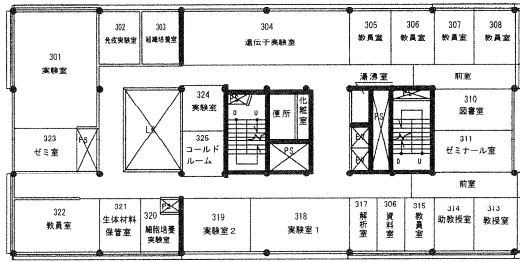 301
実験室
302
免疫実験室
303
組織培養室
304
遺伝子実験室
305
教員室
306
教員室
307
教員室
308
教員室
湯沸室
前室
324
実験室
325
コールド
ルーム
PS
D U
便所
化粧室
PS
EV
EV
PS
D U
310
図書室
311
ゼミナール室
前室
323
ゼミ室
PS
322
教員室
321
生体材料
保管室
320
細胞培養
実験室
PS
319
実験室2
318
実験室1
317
解析室
306
資料室
315
教員室
314
助教授室
313
教授室